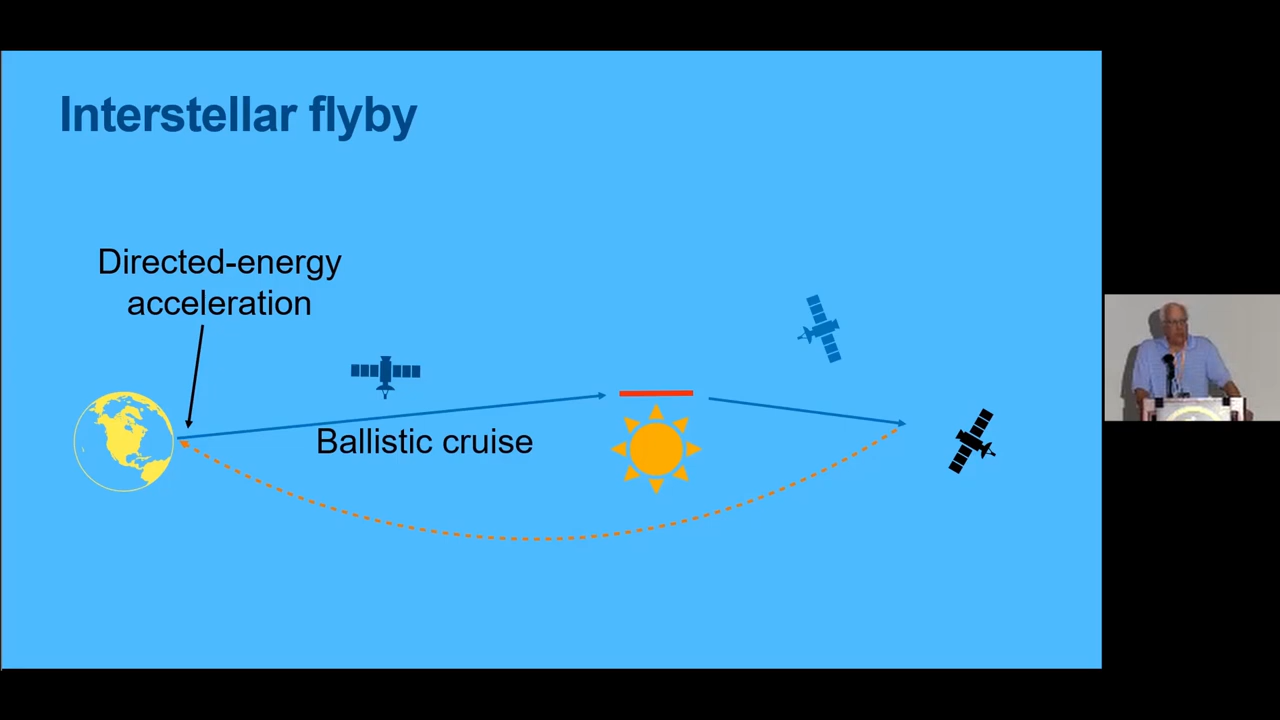 Interstellar flyby
Directed-energy
acceleration
Ballistic cruise